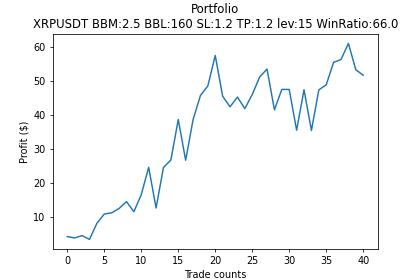 Portfolio
XRPUSDT BBM:2.5 BBL:160 SL:1.2 TP:1.2 lev:15 WinRatio:66.0
60
50
40
30
20
10
Profit ($)
0 5 10 15 20 25 30 35 40
Trade counts